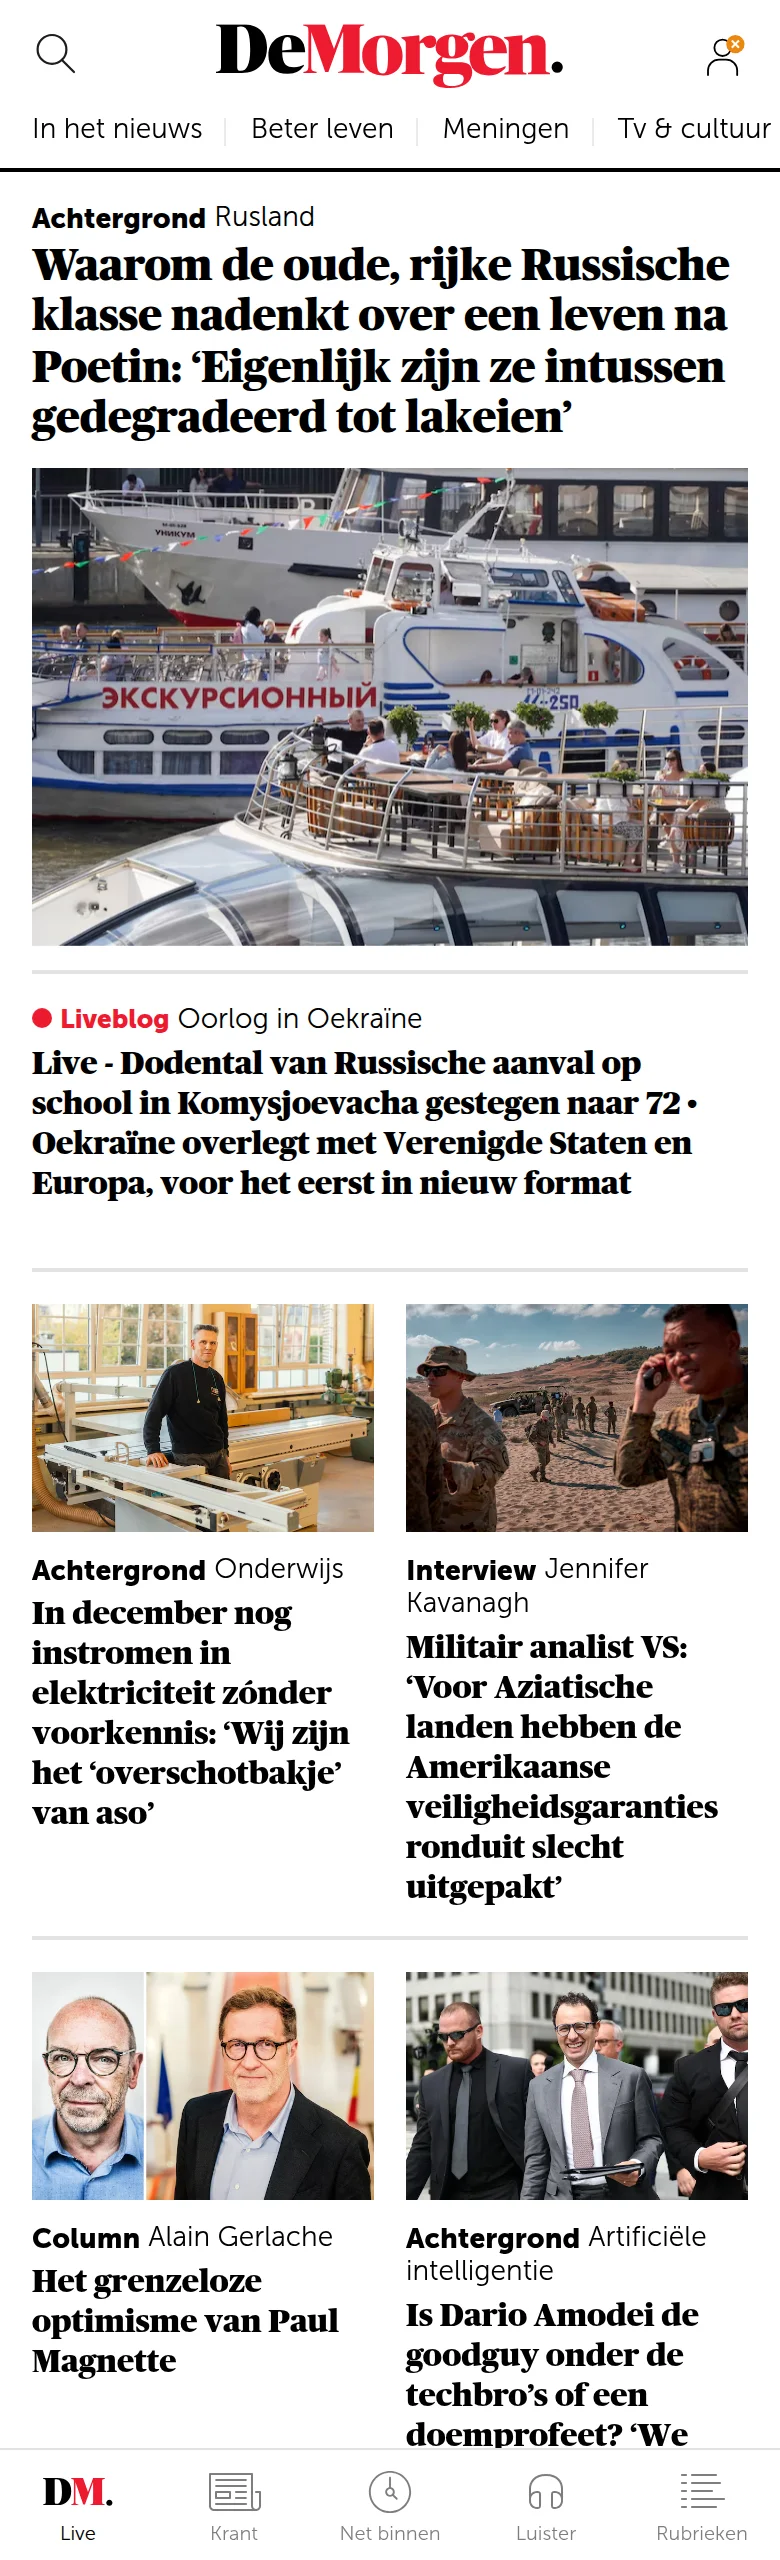 DeMorgen.
In het nieuws
Beter leven
Meningen
Tv & cultuur
Achtergrond Rusland
Waarom de oude, rijke Russische
klasse nadenkt over een leven na
Poetin: ‘Eigenlijk zijn ze intussen
gedegradeerd tot lakeien’
УНИКУМ
ЭКСКУРСИОННЫЙ
Liveblog Oorlog in Oekraïne
Live - Dodental van Russische aanval op
school in Komysjoevacha gestegen naar 72 •
Oekraïne overlegt met Verenigde Staten en
Europa, voor het eerst in nieuw format
Achtergrond Onderwijs
In december nog
instromen in
elektriciteit zónder
voorkennis: ‘Wij zijn
het ‘overschotbakje’
van aso’
Interview Jennifer
Kavanagh
Militair analist VS:
‘Voor Aziatische
landen hebben de
Amerikaanse
veiligheidsgaranties
ronduit slecht
uitgepakt’
Column Alain Gerlache
Het grenzeloze
optimisme van Paul
Magnette
Achtergrond Artificiële
intelligentie
Is Dario Amodei de
goodguy onder de
techbro’s of een
doemprofeet? ‘We
DM.
Live
Krant
Net binnen
Luister
Rubrieken